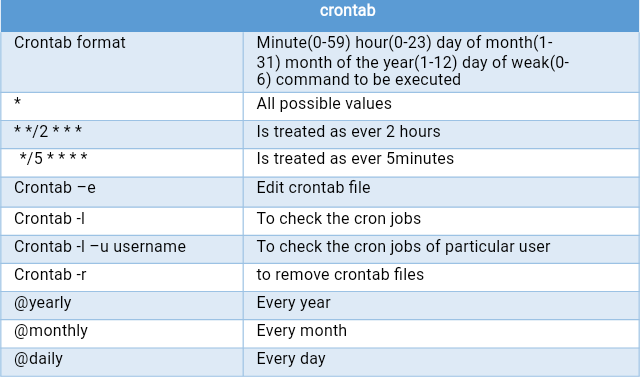 crontab
Crontab format
Minute(0-59) hour(0-23) day of month(1-
31) month of the year(1-12) day of weak(0-
6) command to be executed
*
All possible values
* */2 * * *
Is treated as ever 2 hours
*/5 * * * *
Is treated as ever 5minutes
Crontab –e
Edit crontab file
Crontab -l
To check the cron jobs
Crontab -l –u username
To check the cron jobs of particular user
Crontab -r
to remove crontab files
@yearly
Every year
@monthly
Every month
@daily
Every day